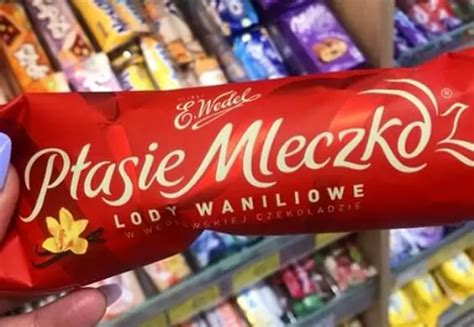 E. Wedel
Ptasie Mleczko
LODY WANILIOWE
W WEDLOWSKIEJ CZEKOLADZIE